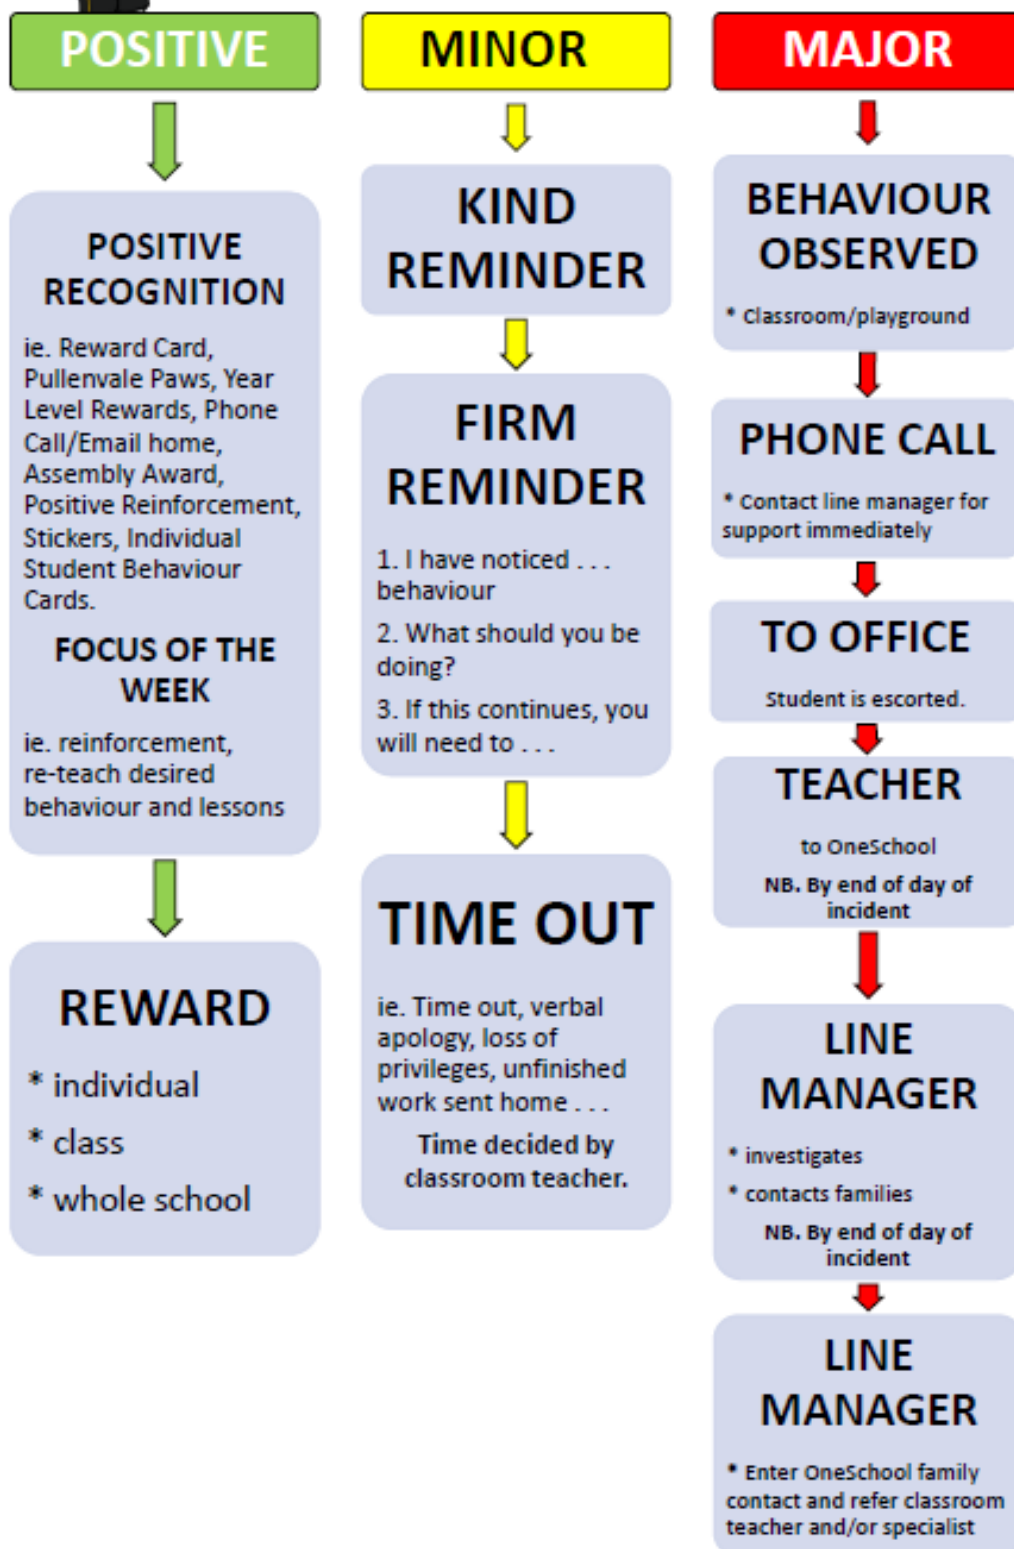 POSITIVE
POSITIVE
RECOGNITION
ie. Reward Card,
Pullenvale Paws, Year
Level Rewards, Phone
Call/Email home,
Assembly Award,
Positive Reinforcement,
Stickers, Individual
Student Behaviour
Cards.
FOCUS OF THE
WEEK
ie. reinforcement,
re-teach desired
behaviour and lessons
REWARD
* individual
* class
* whole school
MINOR
KIND
REMINDER
FIRM
REMINDER
1. I have noticed . . .
behaviour
2. What should you be
doing?
3. If this continues, you
will need to . . .
TIME OUT
ie. Time out, verbal
apology, loss of
privileges, unfinished
work sent home . . .
Time decided by
classroom teacher.
MAJOR
BEHAVIOUR
OBSERVED
* Classroom/playground
PHONE CALL
* Contact line manager for
support immediately
TO OFFICE
Student is escorted.
TEACHER
to OneSchool
NB. By end of day of
incident
LINE
MANAGER
* investigates
* contacts families
NB. By end of day of
incident
LINE
MANAGER
* Enter OneSchool family
contact and refer classroom
teacher and/or specialist